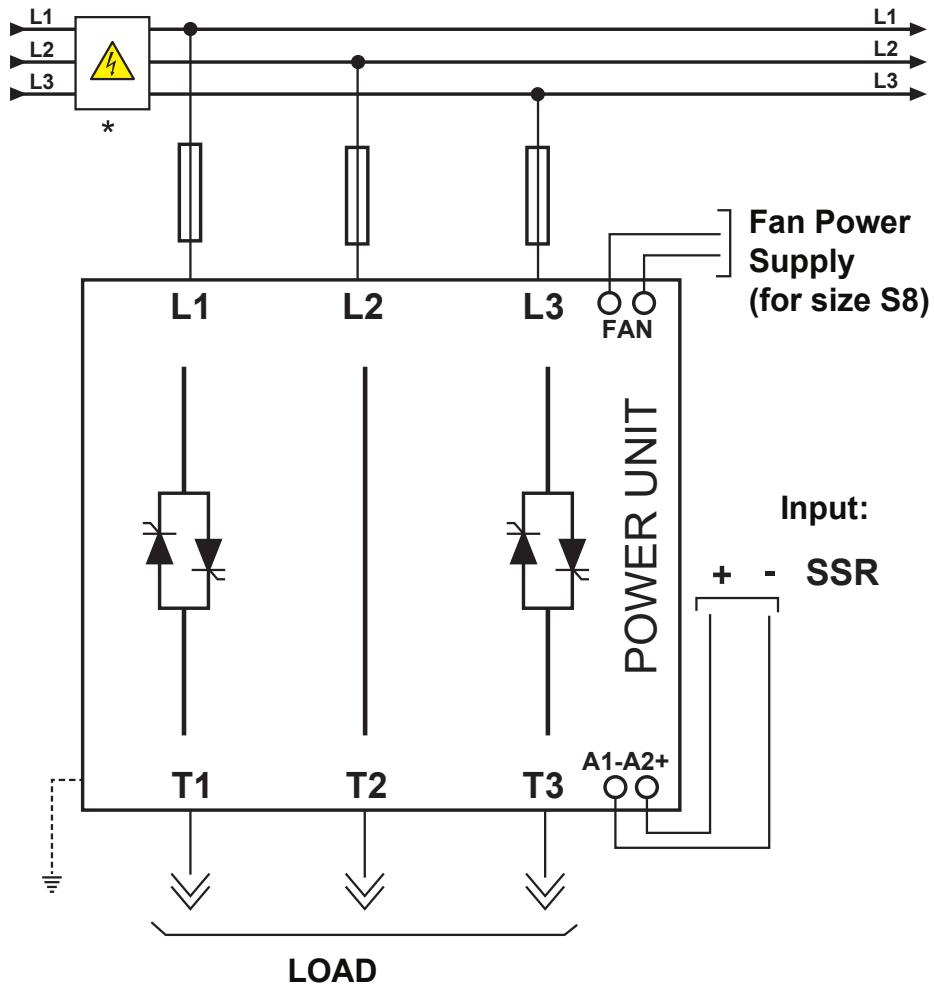 L1 L1
L2 L2
L3 L3
*
Fan Power
Supply
(for size S8)
L1 L2 L3
FAN
POWER UNIT
Input:
+ - SSR
A1-A2+
T1 T2 T3
LOAD